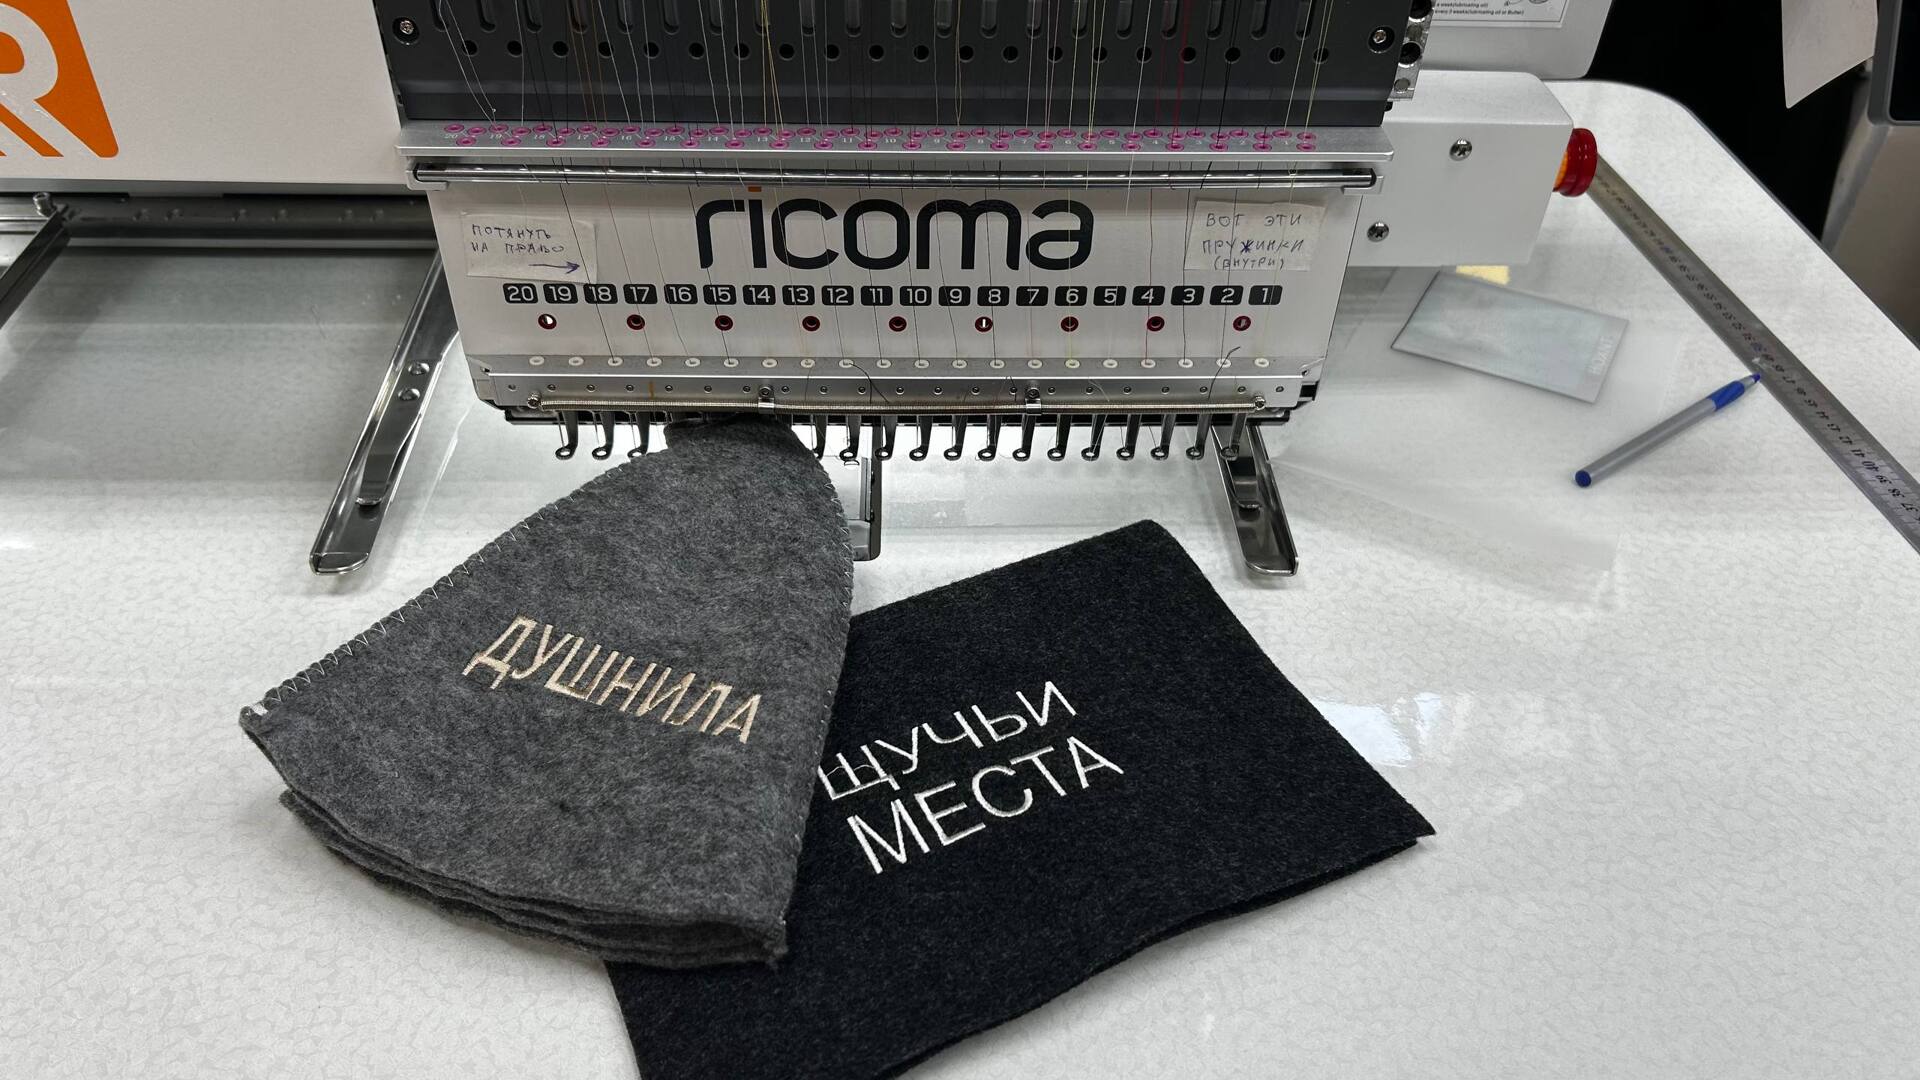 ПОТЯНУТЬ
НА ПРАВО
ricoma
ВОТ ЭТИ
ПРУЖИНКИ
(ВНУТРИ)
20 19 18 17 16 15 14 13 12 11 10 9 8 7 6 5 4 3 2 1
ДУШНИЛА
ЩУЧЬИ
МЕСТА